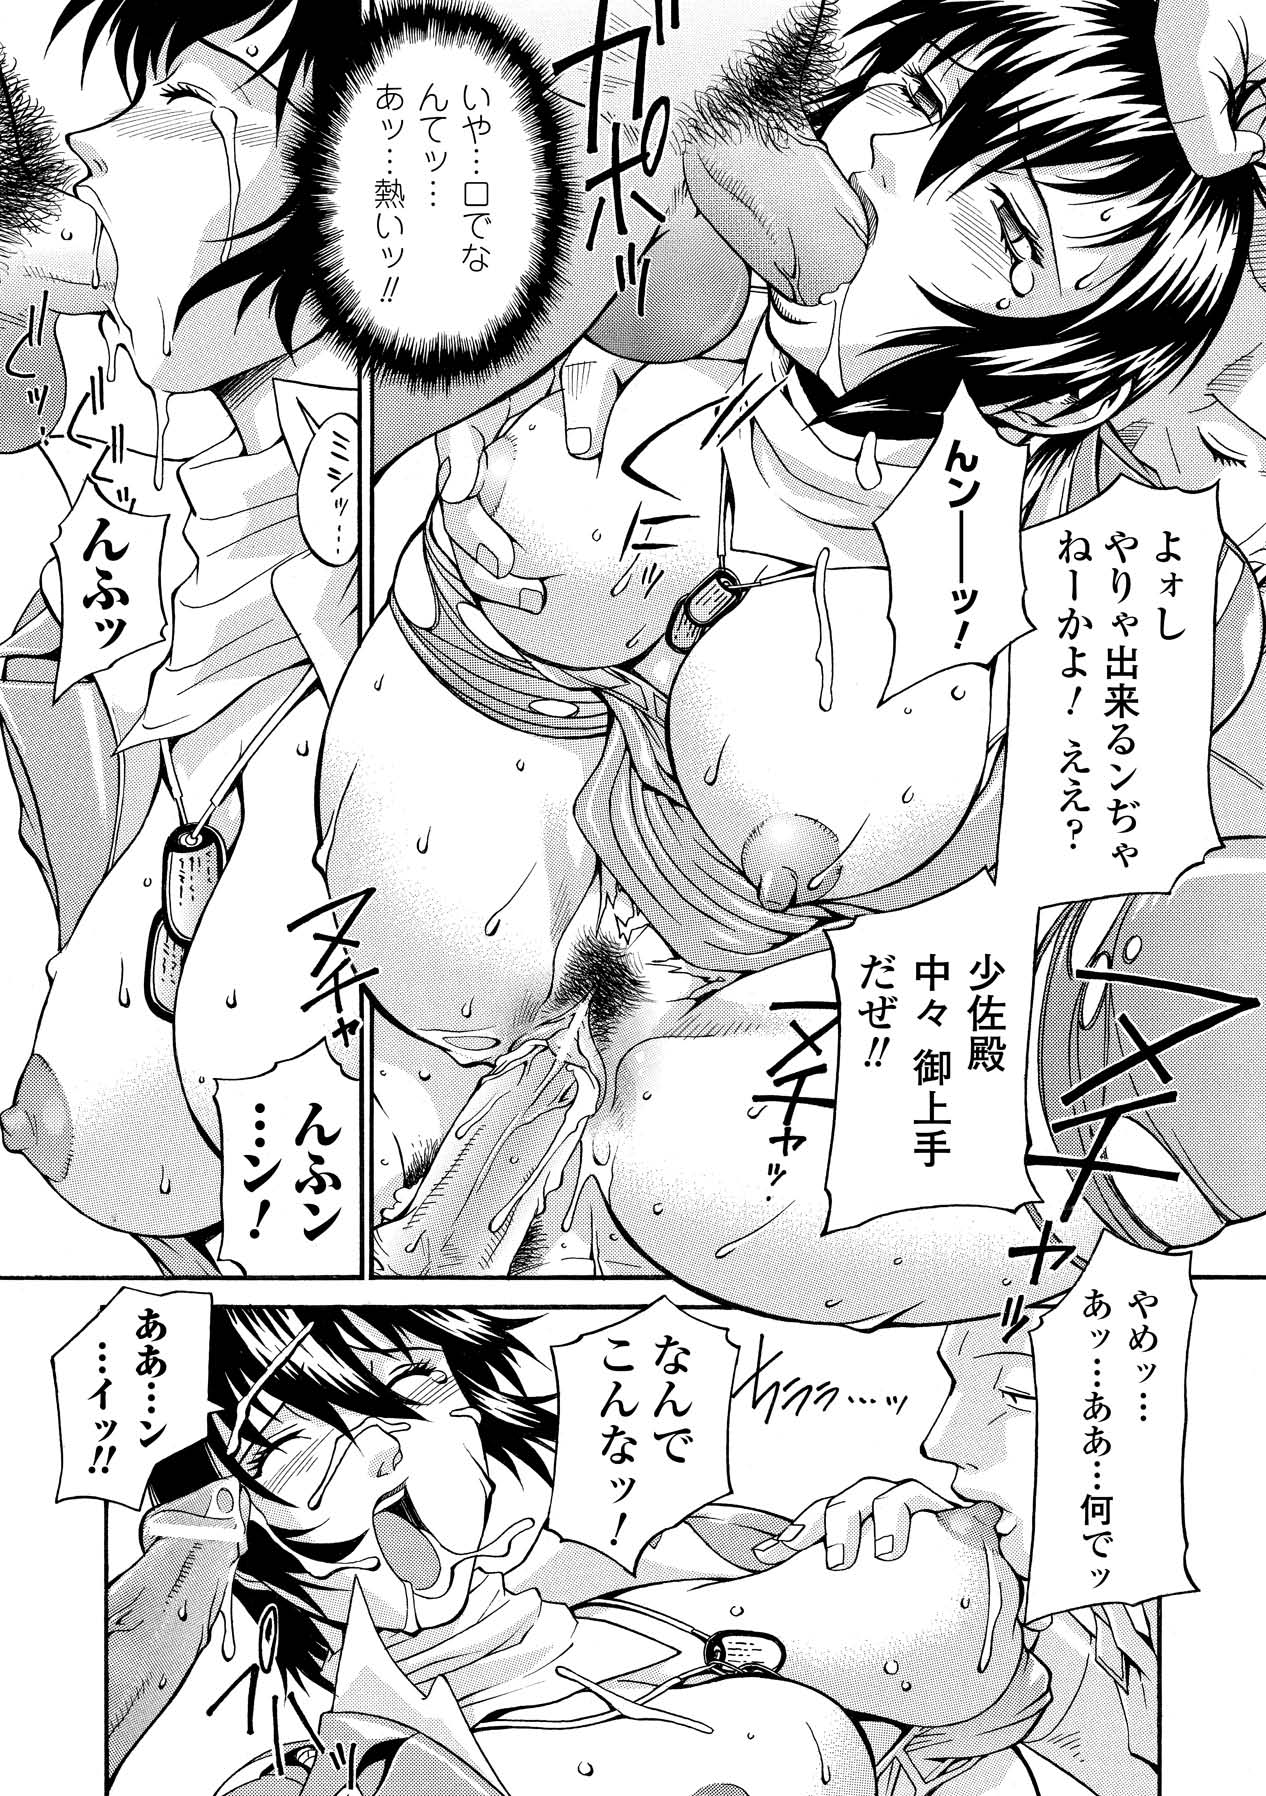 よォし
やりゃ出来るンぢゃ
ねーかよ！ ええ？
少佐殿
中々 御上手
だぜ!!
んンーーッ！
いや…口でな
んてッ…
あッ…熱いッ!!
んふッ
んふン
…ン！
ヌチャッ
ヌチャッ
ヌチャッ
やめッ…
あッ…ああ…何でッ
なんで
こんなッ！
ああ…ン
…イッ!!